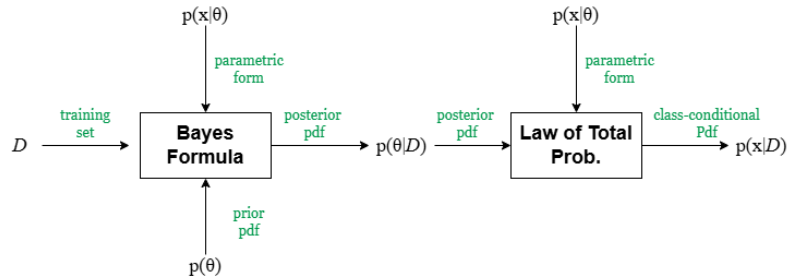 p(x|θ)
p(x|θ)
parametric
form
parametric
form
training
set
D
Bayes
Formula
posterior
pdf
p(θ|D)
posterior
pdf
Law of Total
Prob.
class-conditional
Pdf
p(x|D)
prior
pdf
p(θ)